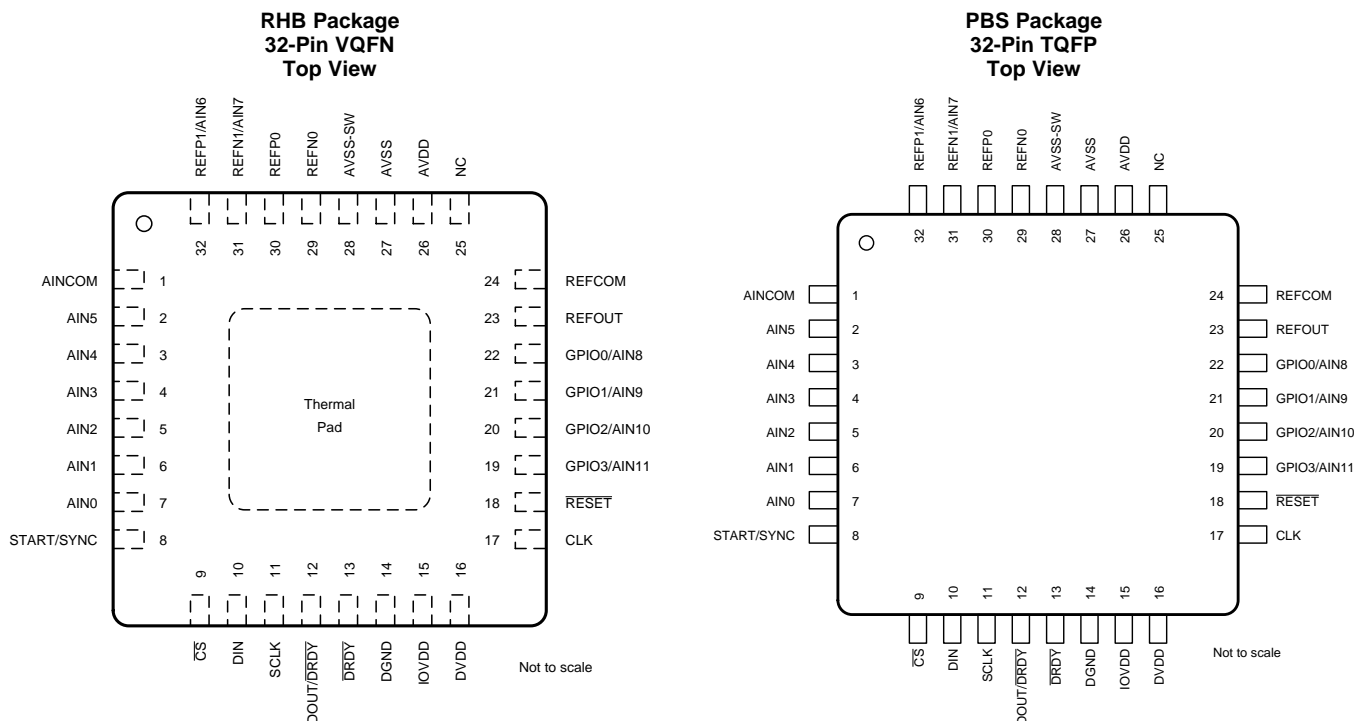 RHB Package
32-Pin VQFN
Top View
REFP1/AIN6
REFN1/AIN7
REFP0
REFN0
AVSS-SW
AVSS
AVDD
NC
32
31
30
29
28
27
26
25
AINCOM 1
AIN5 2
AIN4 3
AIN3 4
AIN2 5
AIN1 6
AIN0 7
START/SYNC 8
Thermal
Pad
24 REFCOM
23 REFOUT
22 GPIO0/AIN8
21 GPIO1/AIN9
20 GPIO2/AIN10
19 GPIO3/AIN11
18 RESET
17 CLK
9
10
11
12
13
14
15
16
CS
DIN
SCLK
DOUT/DRDY
DRDY
DGND
IOVDD
DVDD
Not to scale
PBS Package
32-Pin TQFP
Top View
REFP1/AIN6
REFN1/AIN7
REFP0
REFN0
AVSS-SW
AVSS
AVDD
NC
32
31
30
29
28
27
26
25
AINCOM 1
AIN5 2
AIN4 3
AIN3 4
AIN2 5
AIN1 6
AIN0 7
START/SYNC 8
24 REFCOM
23 REFOUT
22 GPIO0/AIN8
21 GPIO1/AIN9
20 GPIO2/AIN10
19 GPIO3/AIN11
18 RESET
17 CLK
9
10
11
12
13
14
15
16
CS
DIN
SCLK
DOUT/DRDY
DRDY
DGND
IOVDD
DVDD
Not to scale